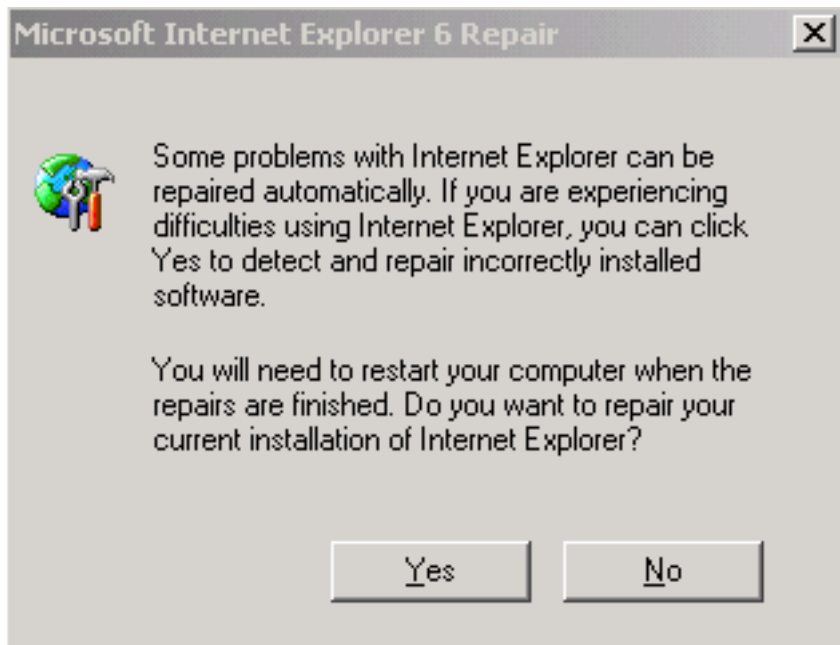 Microsoft Internet Explorer 6 Repair
Some problems with Internet Explorer can be
repaired automatically. If you are experiencing
difficulties using Internet Explorer, you can click
Yes to detect and repair incorrectly installed
software.
You will need to restart your computer when the
repairs are finished. Do you want to repair your
current installation of Internet Explorer?
Yes
No